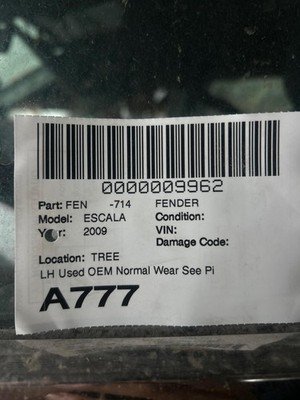 0000009962
Part: FEN -714 FENDER
Model: ESCALA Condition:
Year: 2009 VIN:
Damage Code:
Location: TREE
LH Used OEM Normal Wear See Pi
A777